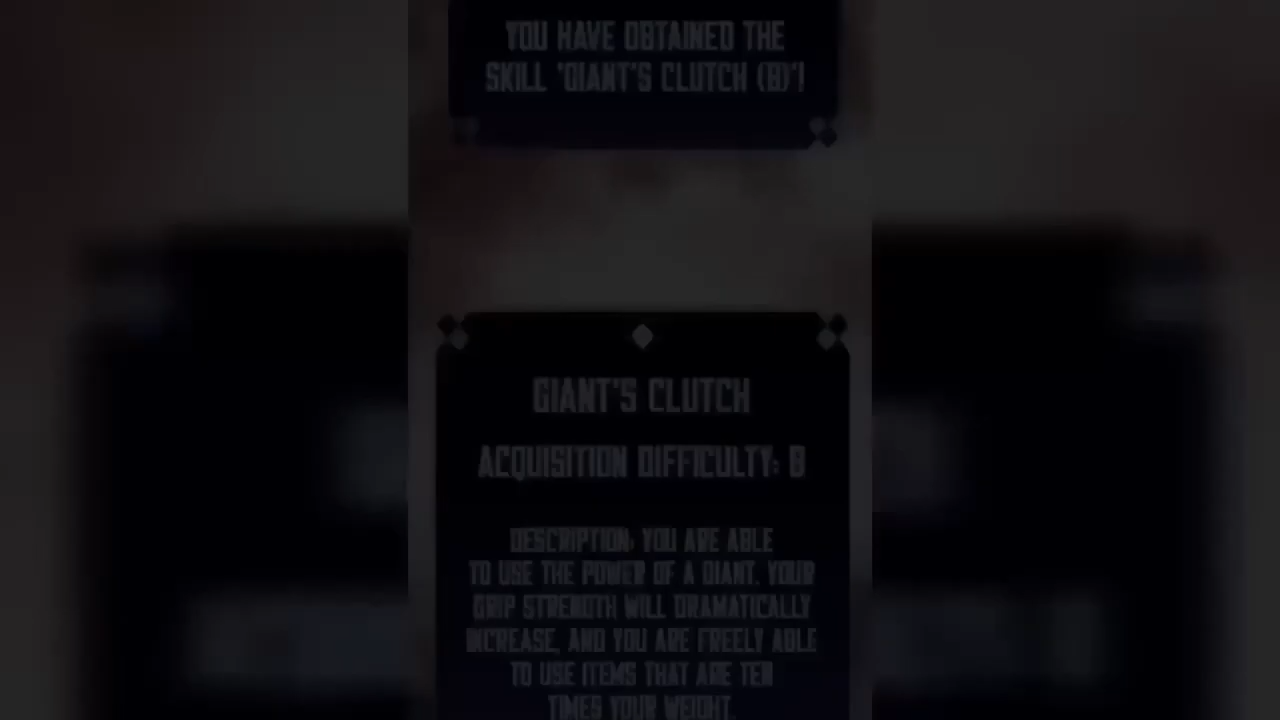 YOU HAVE OBTAINED THE
SKILL 'GIANT'S CLUTCH (B)'!
GIANT'S CLUTCH
ACQUISITION DIFFICULTY: B
DESCRIPTION: YOU ARE ABLE
TO USE THE POWER OF A GIANT. YOUR
GRIP STRENGTH WILL DRAMATICALLY
INCREASE, AND YOU ARE FREELY ABLE
TO USE ITEMS THAT ARE TEN
TIMES YOUR WEIGHT.